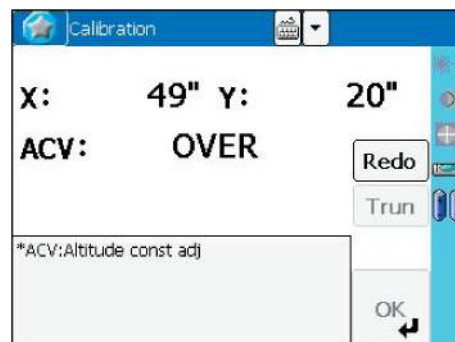 Calibration
X: 49" Y: 20"
ACV: OVER
Redo
Trun
*ACV:Altitude const adj
OK